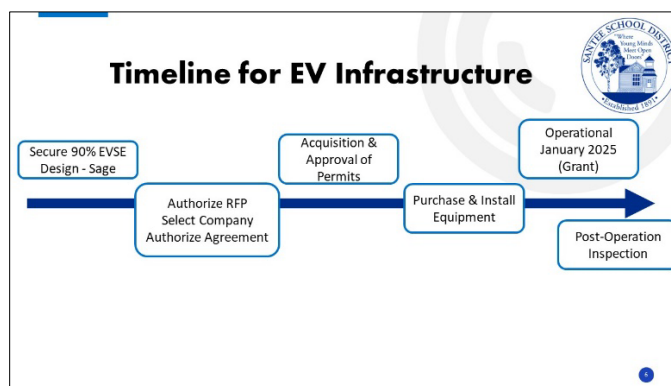 Timeline for EV Infrastructure
SANTEE SCHOOL DISTRICT
"Where
Young Minds
Meet Open
Doors"
Established 1891
Secure 90% EVSE
Design - Sage
Authorize RFP
Select Company
Authorize Agreement
Acquisition &
Approval of
Permits
Purchase & Install
Equipment
Operational
January 2025
(Grant)
Post-Operation
Inspection
6